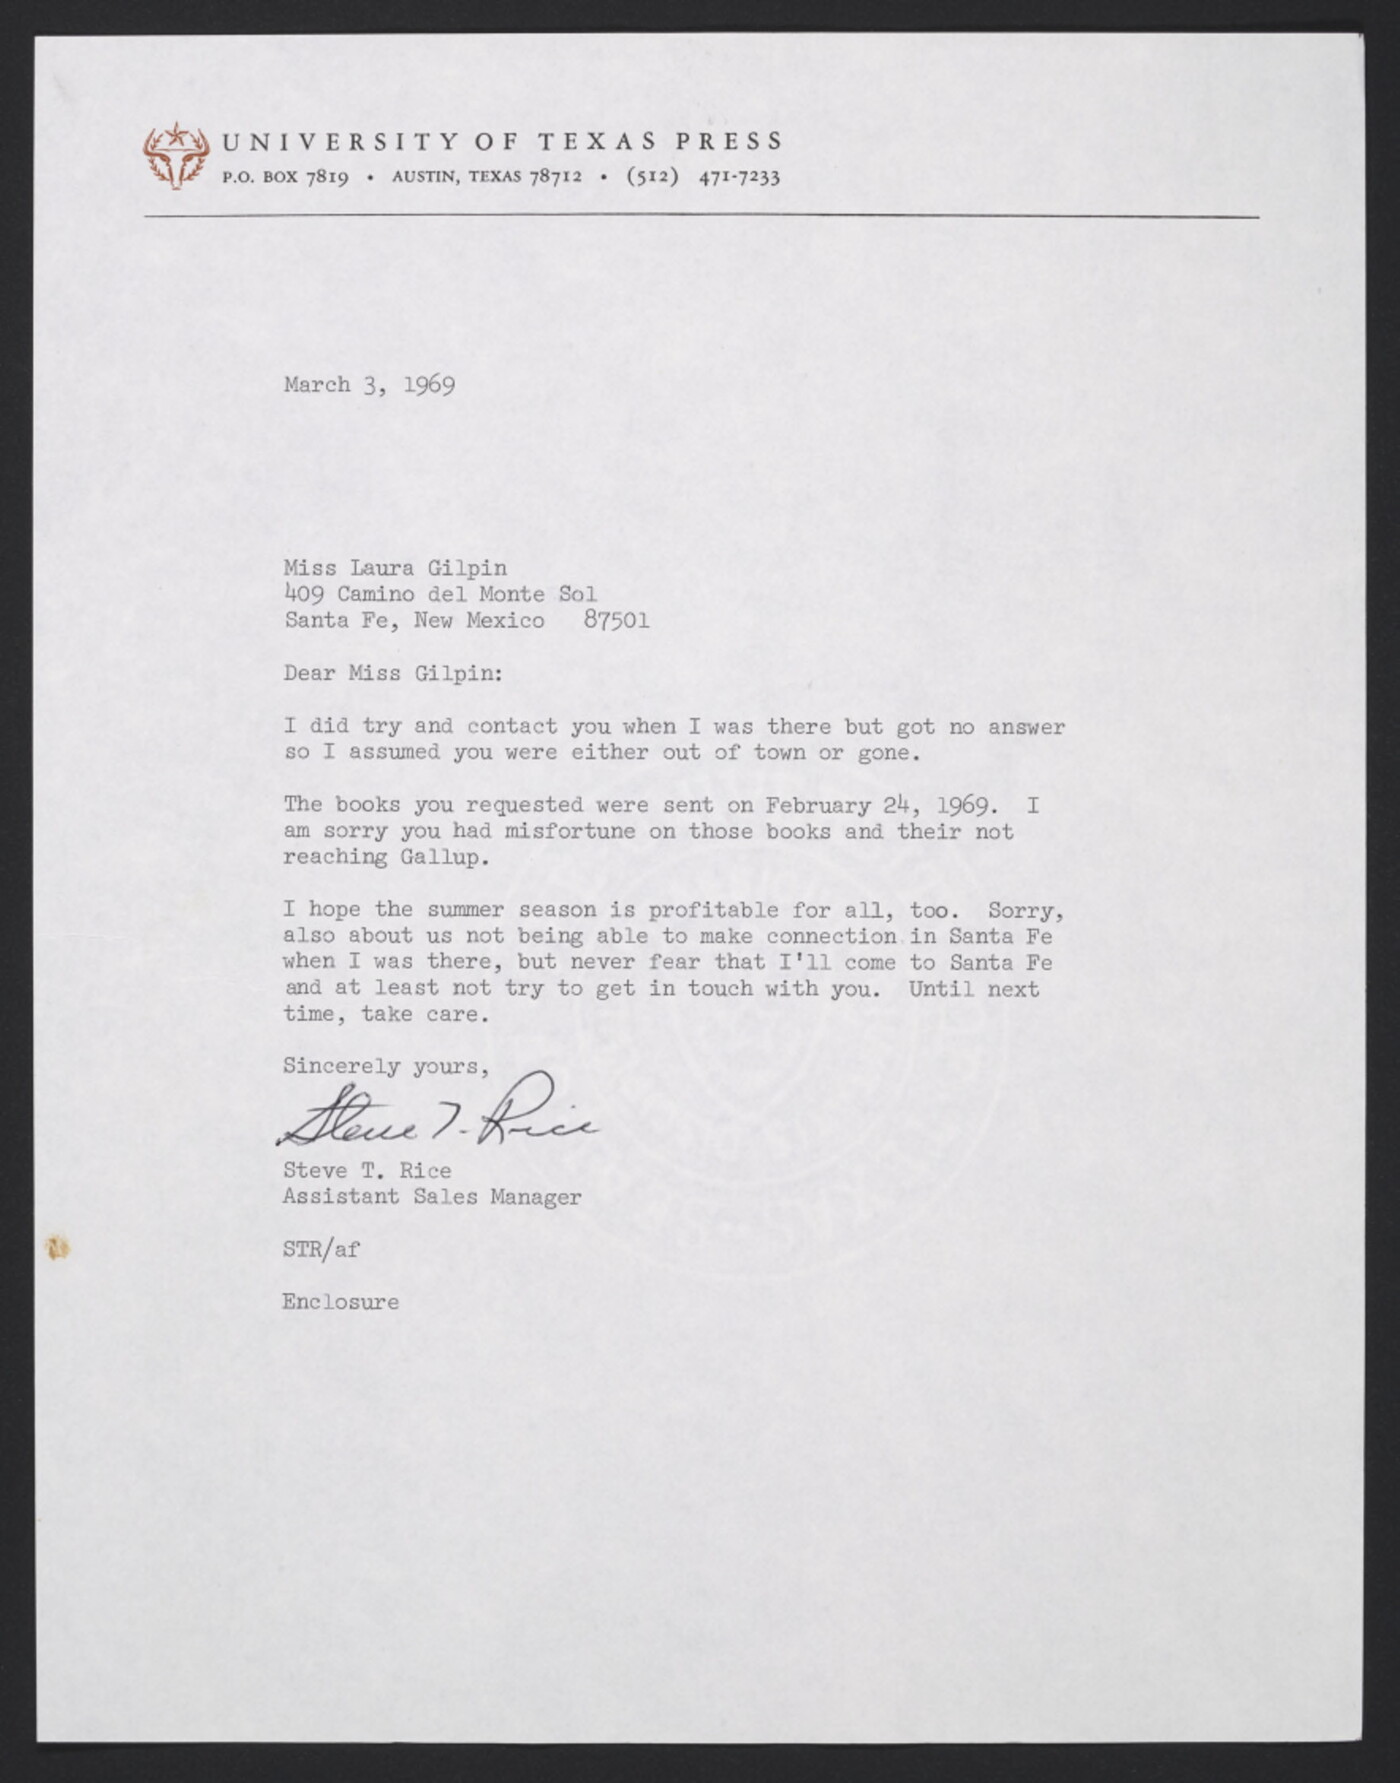 UNIVERSITY OF TEXAS PRESS
P.O. BOX 7819 • AUSTIN, TEXAS 78712 • (512) 471-7233
March 3, 1969
Miss Laura Gilpin
409 Camino del Monte Sol
Santa Fe, New Mexico 87501
Dear Miss Gilpin:
I did try and contact you when I was there but got no answer
so I assumed you were either out of town or gone.
The books you requested were sent on February 24, 1969. I
am sorry you had misfortune on those books and their not
reaching Gallup.
I hope the summer season is profitable for all, too. Sorry,
also about us not being able to make connection in Santa Fe
when I was there, but never fear that I'll come to Santa Fe
and at least not try to get in touch with you. Until next
time, take care.
Sincerely yours,
Steve T. Rice
Steve T. Rice
Assistant Sales Manager
STR/af
Enclosure